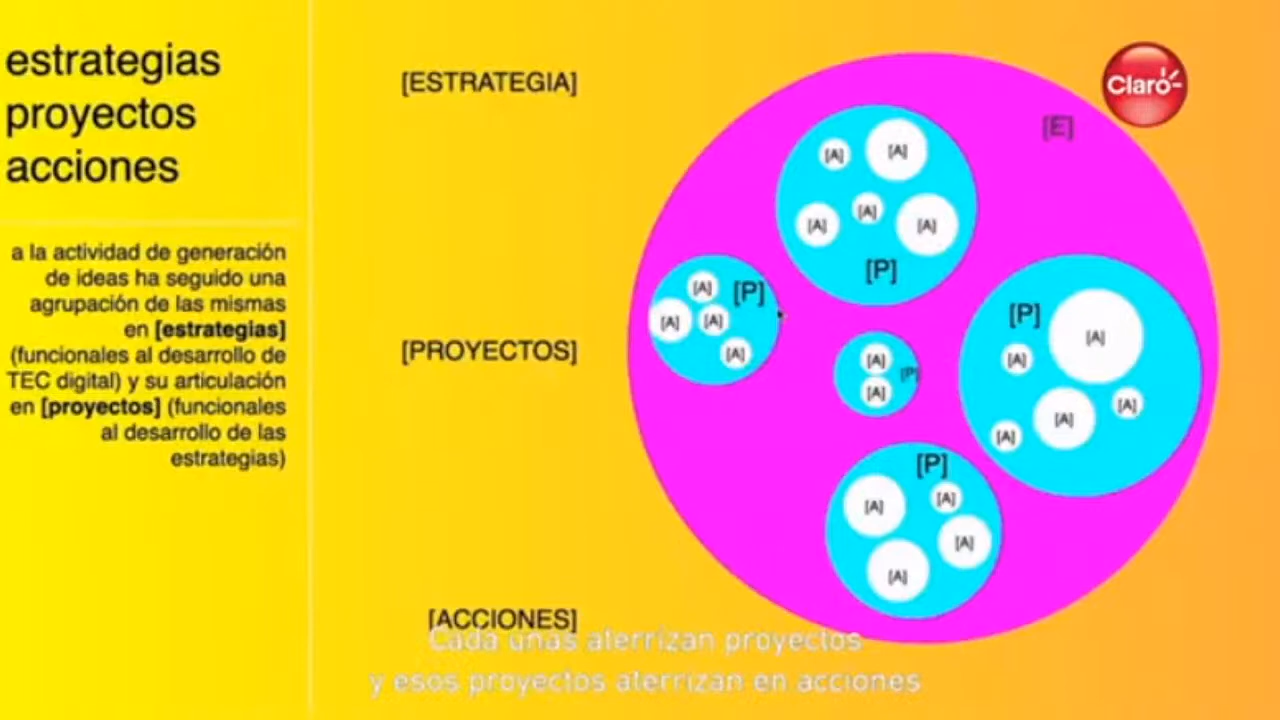 estrategias
proyectos
acciones
a la actividad de generación
de ideas ha seguido una
agrupación de las mismas
en [estrategias]
(funcionales al desarrollo de
TEC digital) y su articulación
en [proyectos] (funcionales
al desarrollo de las
estrategias)
[ESTRATEGIA]
[PROYECTOS]
[ACCIONES]
Claro
[E]
[A]
[A]
[A]
[A]
[A]
[P]
[A]
[P]
[A]
[A]
[A]
[P]
[A]
[A]
[A]
[A]
[A]
[A]
[P]
[A]
[P]
[A]
[A]
[A]
[A]
Cada unas aterrizan proyectos
y esos proyectos aterrizan en acciones